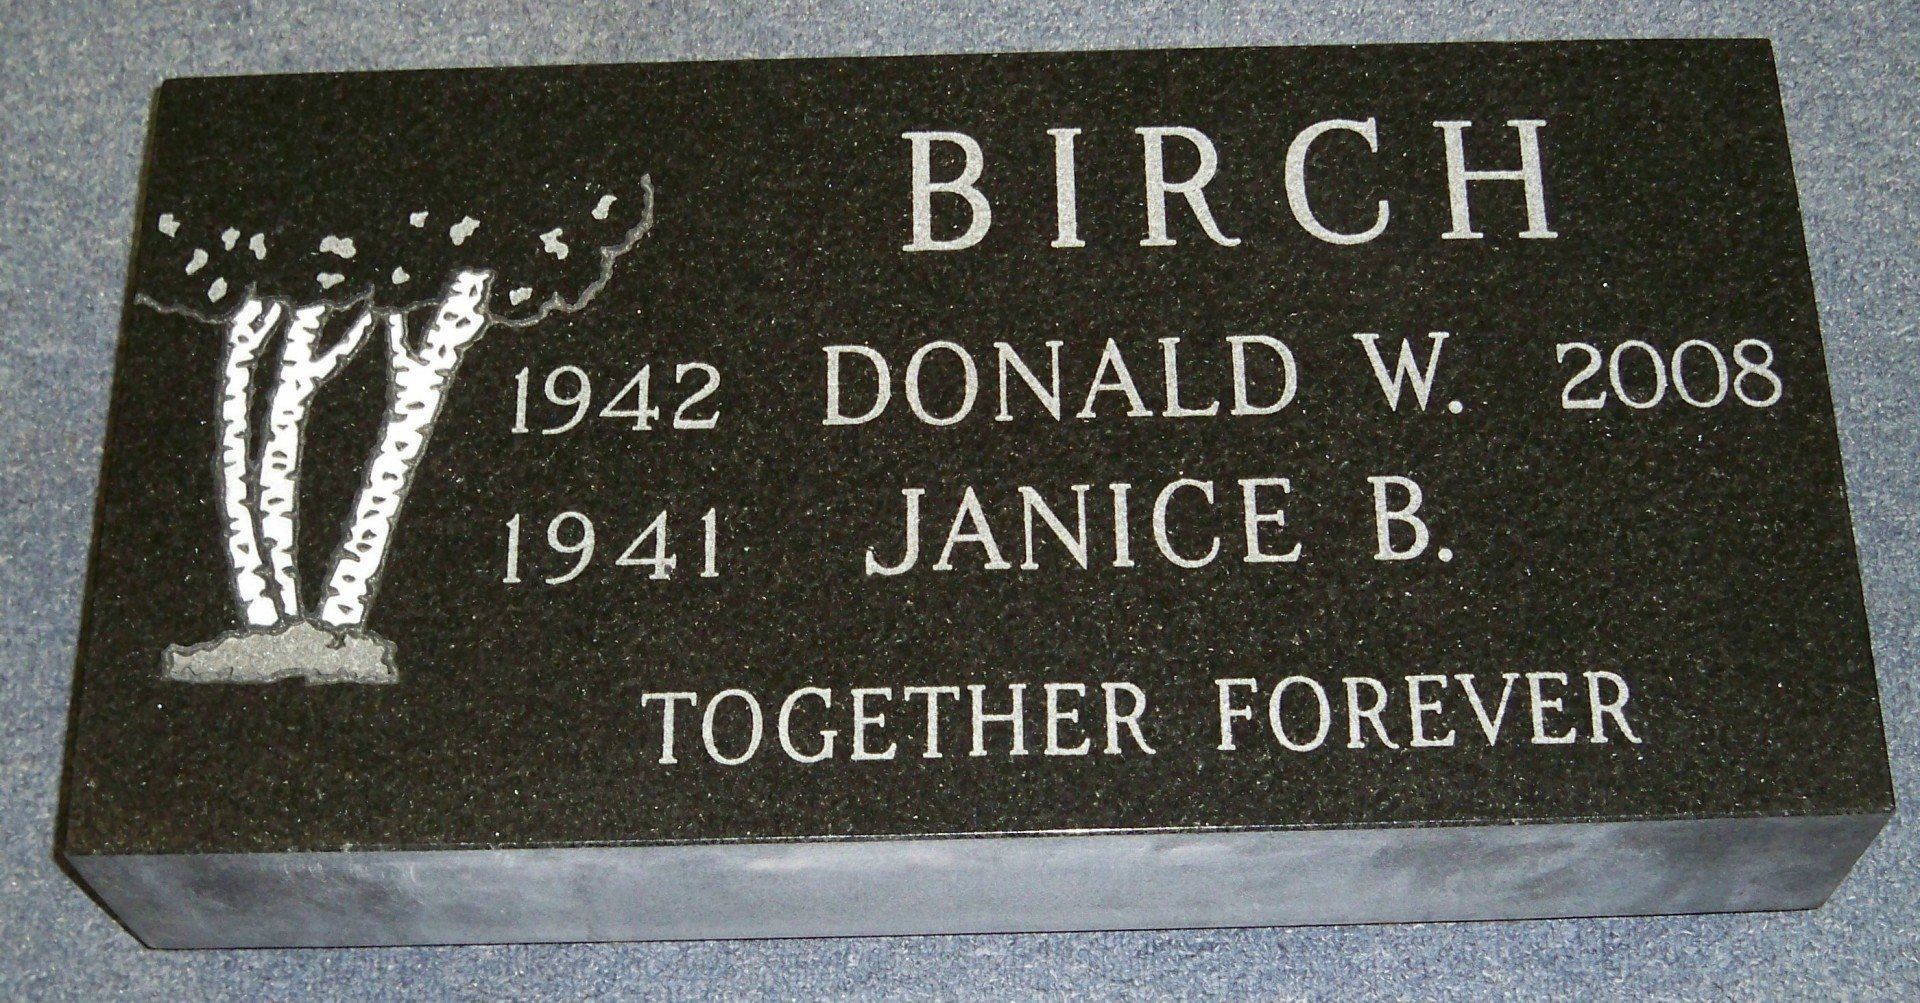 BIRCH
1942 DONALD W. 2008
1941 JANICE B.
TOGETHER FOREVER